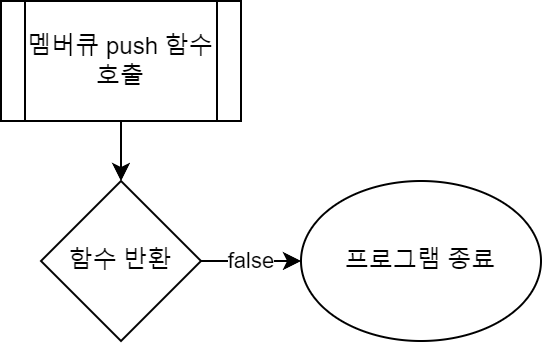 멤버큐 push 함수
호출
함수 반환
false
프로그램 종료